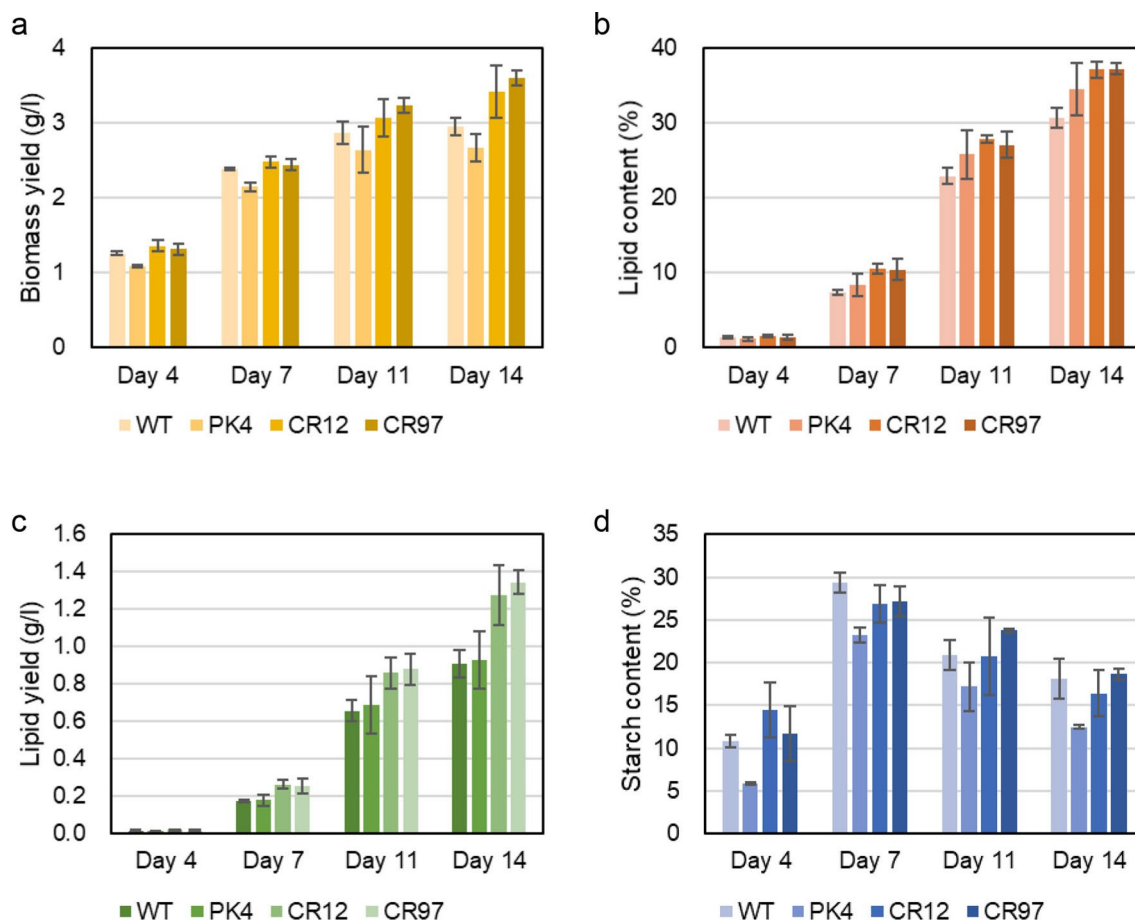 a
Biomass yield (g/l)
4
3
2
1
0
Day 4 Day 7 Day 11 Day 14
WT PK4 CR12 CR97
b
Lipid content (%)
40
30
20
10
0
Day 4 Day 7 Day 11 Day 14
WT PK4 CR12 CR97
c
Lipid yield (g/l)
1.6
1.4
1.2
1.0
0.8
0.6
0.4
0.2
0.0
Day 4 Day 7 Day 11 Day 14
WT PK4 CR12 CR97
d
Starch content (%)
35
30
25
20
15
10
5
0
Day 4 Day 7 Day 11 Day 14
WT PK4 CR12 CR97